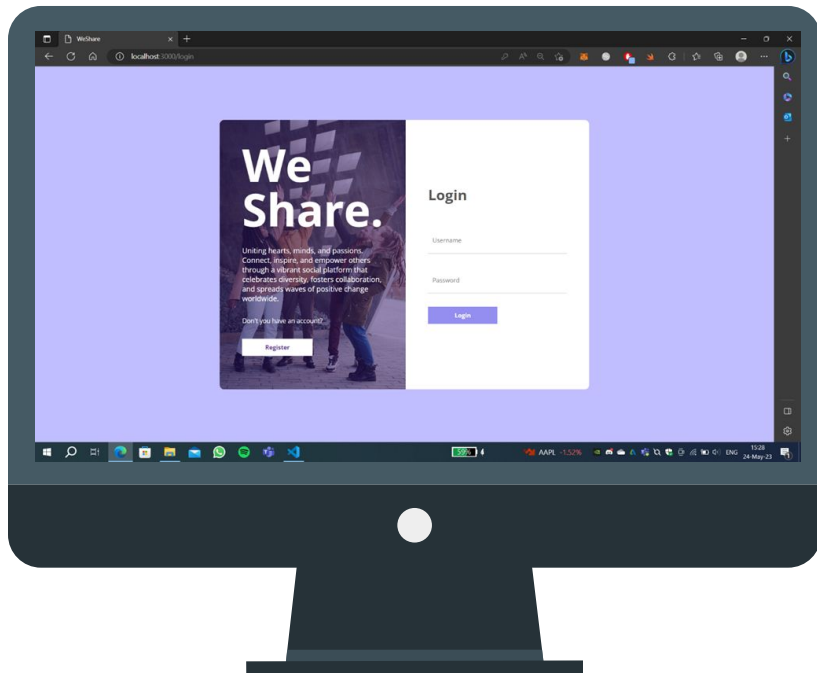 WeShare
localhost:3000/login
We
Share.
Uniting hearts, minds, and passions.
Connect, inspire, and empower others
through a vibrant social platform that
celebrates diversity, fosters collaboration,
and spreads waves of positive change
worldwide.
Don't you have an account?
Register
Login
Username
Password
Login
59%
AAPL -1.52%
ENG
15:28
24-May-23